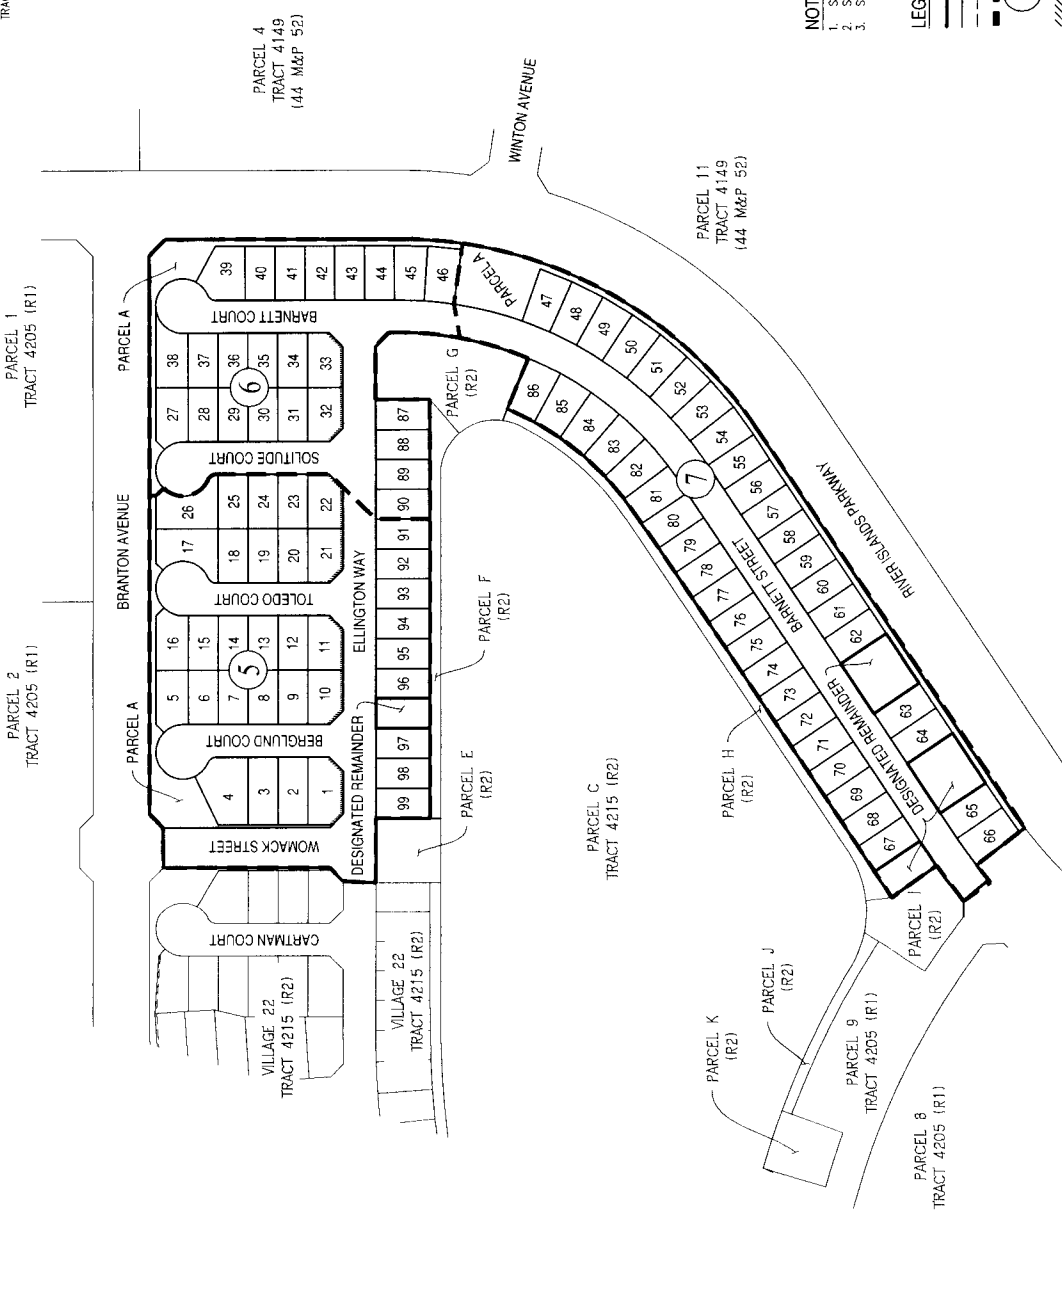 TRAC
PARCEL 4
TRACT 4149
(44 M&P 52)
NOT
1. S
2. S
3. S
LEG
PARCEL 1
TRACT 4205 (R1)
PARCEL 2
TRACT 4205 (R1)
WINTON AVENUE
PARCEL 11
TRACT 4149
(44 M&P 52)
BRANTON AVENUE
PARCEL A
PARCEL A
PARCEL A
39
40
41
42
43
44
45
46
BARNETT COURT
38
37
36
35
34
33
6
27
28
29
30
31
32
SOLITUDE COURT
26
25
24
23
22
17
18
19
20
21
TOLEDO COURT
16
15
14
13
12
11
5
5
6
7
8
9
10
BERGLUND COURT
4
3
2
1
WOMACK STREET
CARTMAN COURT
VILLAGE 22
TRACT 4215 (R2)
VILLAGE 22
TRACT 4215 (R2)
ELLINGTON WAY
DESIGNATED REMAINDER
87
88
89
90
91
92
93
94
95
96
97
98
99
PARCEL G
(R2)
PARCEL F
(R2)
PARCEL E
(R2)
PARCEL C
TRACT 4215 (R2)
PARCEL H
(R2)
47
48
49
50
51
52
53
54
55
56
57
58
59
60
61
62
63
64
65
66
7
BARNETT STREET
DESIGNATED REMAINDER
RIVER ISLANDS PARKWAY
86
85
84
83
82
81
80
79
78
77
76
75
74
73
72
71
70
69
68
67
PARCEL I
(R2)
PARCEL J
(R2)
PARCEL K
(R2)
PARCEL 9
TRACT 4205 (R1)
PARCEL 8
TRACT 4205 (R1)